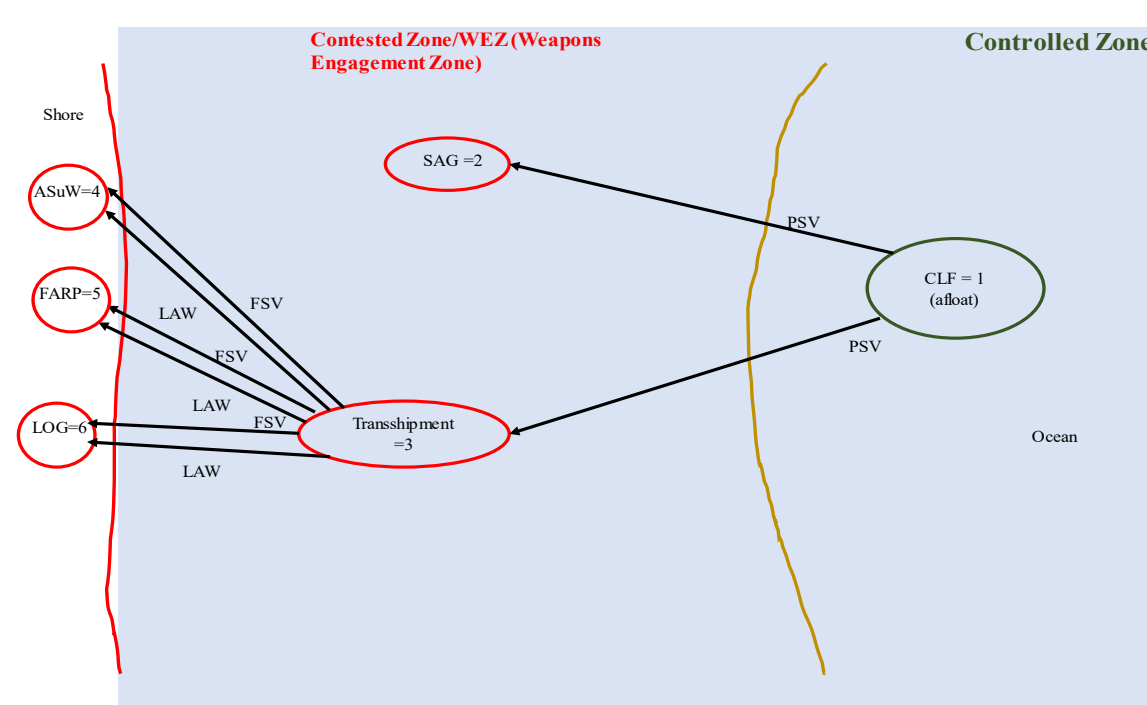 Contested Zone/WEZ (Weapons
Engagement Zone)
Controlled Zone
Shore
SAG =2
ASuW=4
PSV
CLF = 1
(afloat)
FARP=5
FSV
LAW
PSV
FSV
LAW
FSV
LOG=6
Transshipment
=3
Ocean
LAW